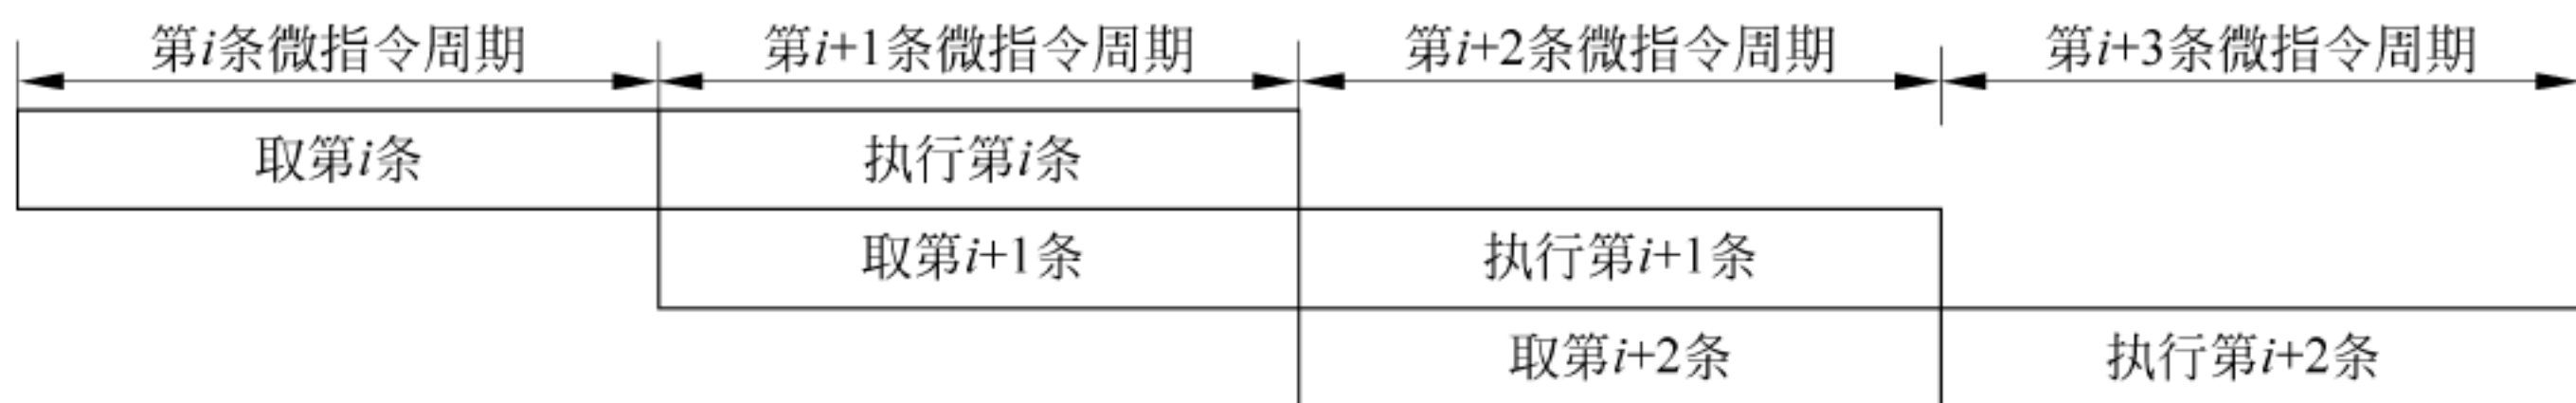 第i条微指令周期 第i+1条微指令周期 第i+2条微指令周期 第i+3条微指令周期
取第i条 执行第i条
取第i+1条 执行第i+1条
取第i+2条 执行第i+2条